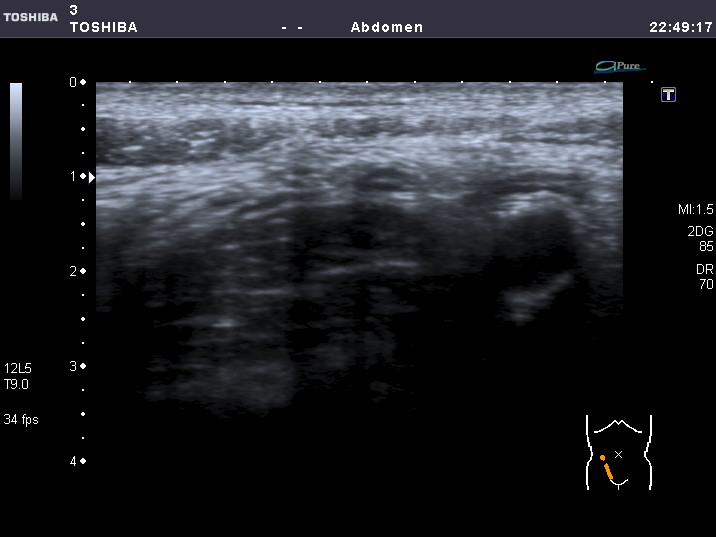 TOSHIBA
3
TOSHIBA - - Abdomen 22:49:17
APure
T
0
1
2
3
4
MI:1.5
2DG
85
DR
70
12L5
T9.0
34 fps